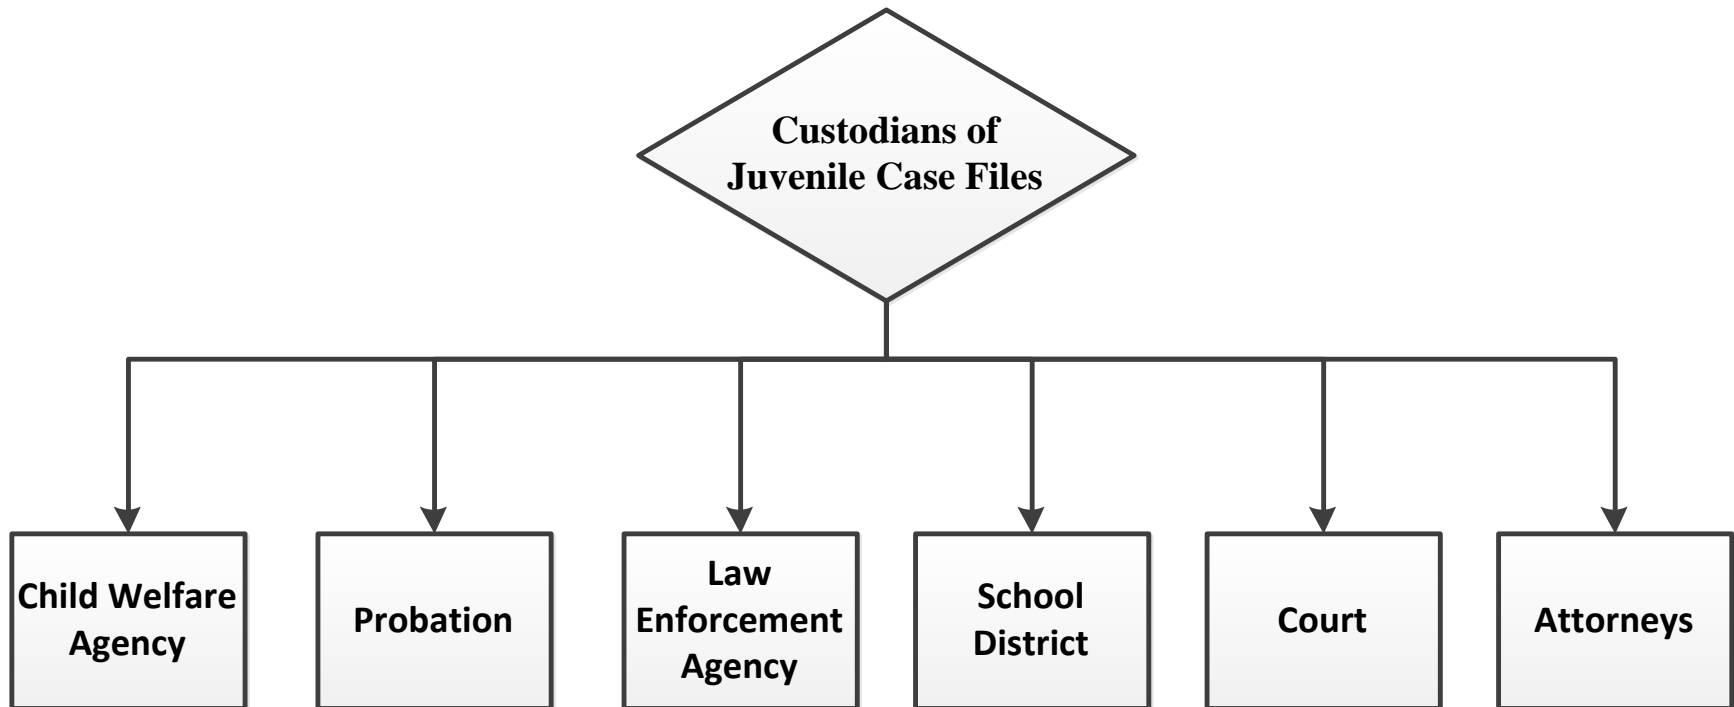 Custodians of
Juvenile Case Files
Child Welfare
Agency
Probation
Law
Enforcement
Agency
School
District
Court
Attorneys